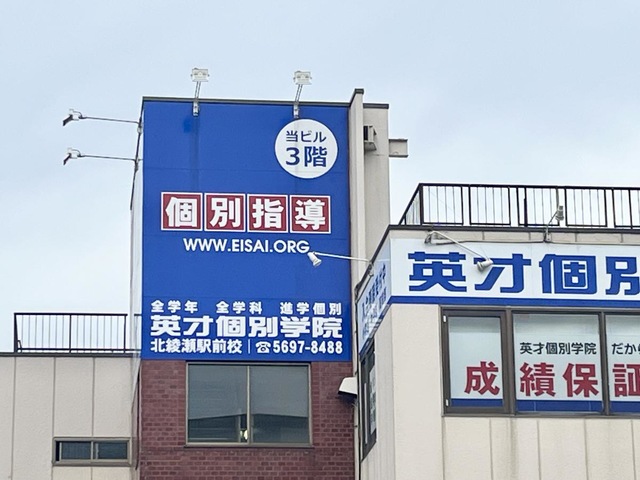 当ビル
3階
個別指導
WWW.EISAI.ORG
全学年 全学科 進学個別
英才個別学院
北綾瀬駅前校 ☎5697-8488
英才個別
英才個別学院 だから
成績保証